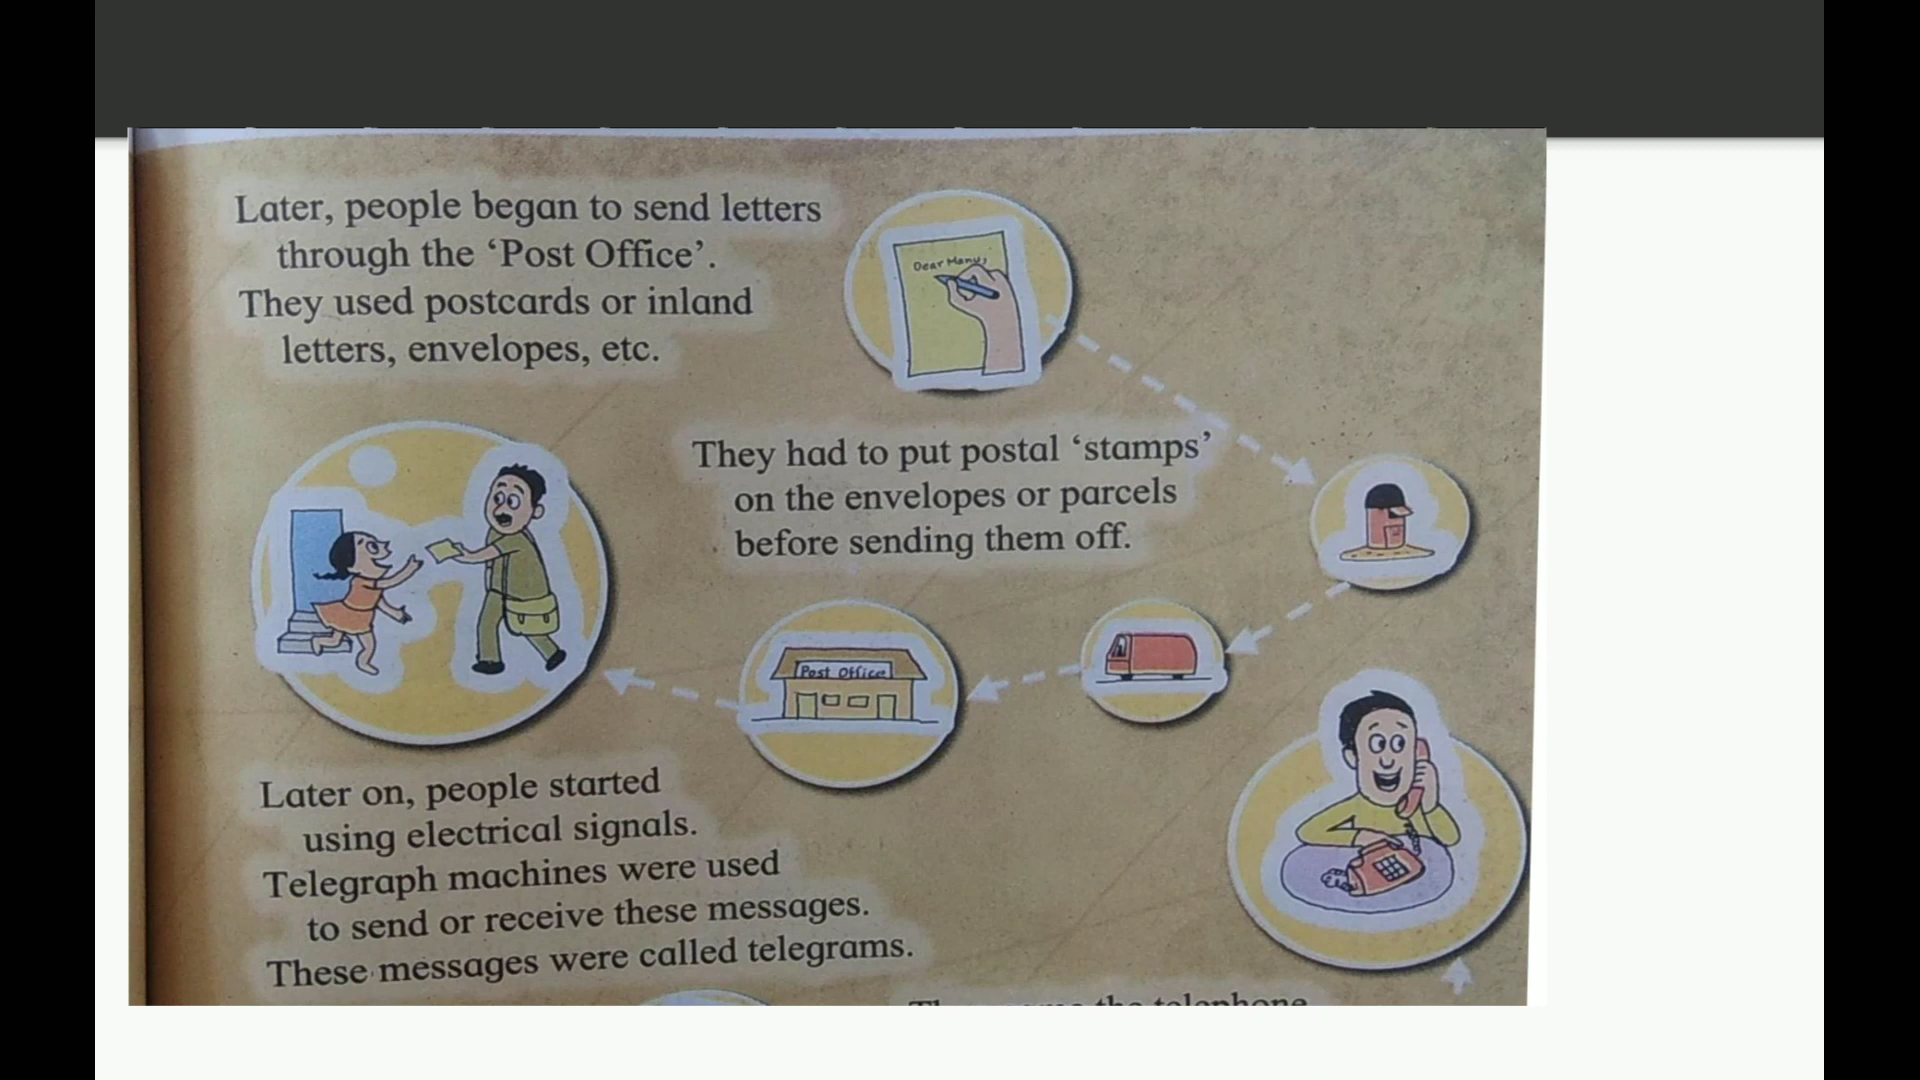 Later, people began to send letters
through the ‘Post Office’.
They used postcards or inland
letters, envelopes, etc.
Dear Manu,
They had to put postal ‘stamps’
on the envelopes or parcels
before sending them off.
Post Office
Later on, people started
using electrical signals.
Telegraph machines were used
to send or receive these messages.
These messages were called telegrams.
the telephone